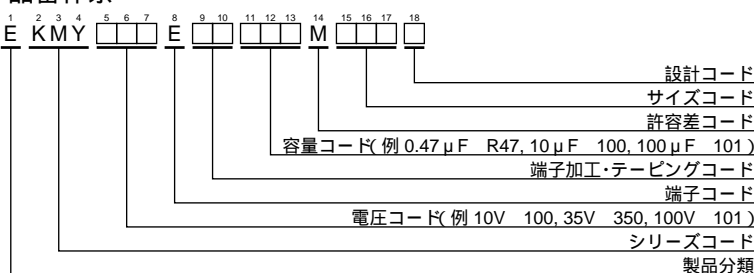 1 2 3 4 5 6 7 8 9 10 11 12 13 14 15 16 17 18
E KMY □□□ E □□ □□□ M □□□ □
設計コード
サイズコード
許容差コード
容量コード( 例 0.47μF R47, 10μF 100, 100μF 101 )
端子加工・テーピングコード
端子コード
電圧コード( 例 10V 100, 35V 350, 100V 101 )
シリーズコード
製品分類